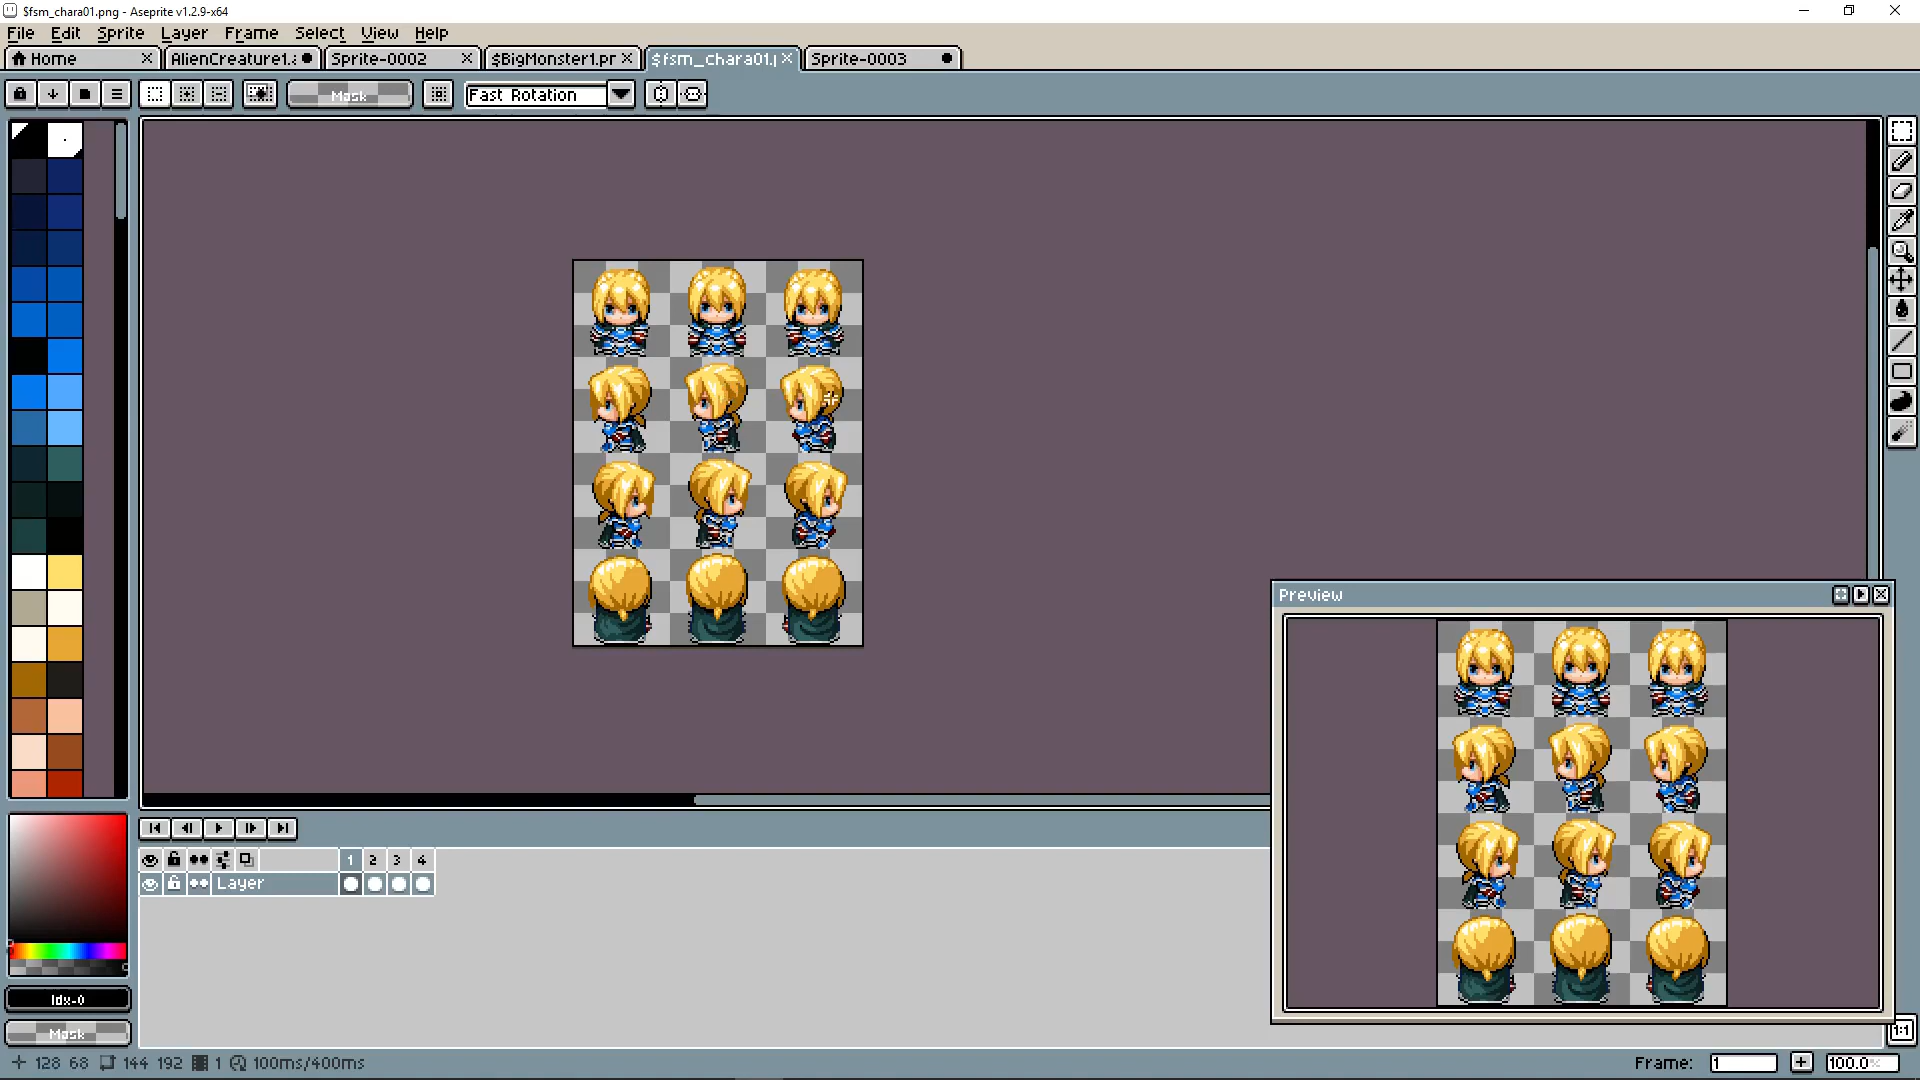 $fsm_chara01.png - Aseprite v1.2.9-x64
File Edit Sprite Layer Frame Select View Help
Home AlienCreature1.a Sprite-0002 $BigMonster1.pr $fsm_chara01.p Sprite-0003
Mask Fast Rotation
Preview
1 2 3 4
Layer
Idx-0
Mask
1:1
128 68 144 192 1 100ms/400ms Frame: 1 100.0%